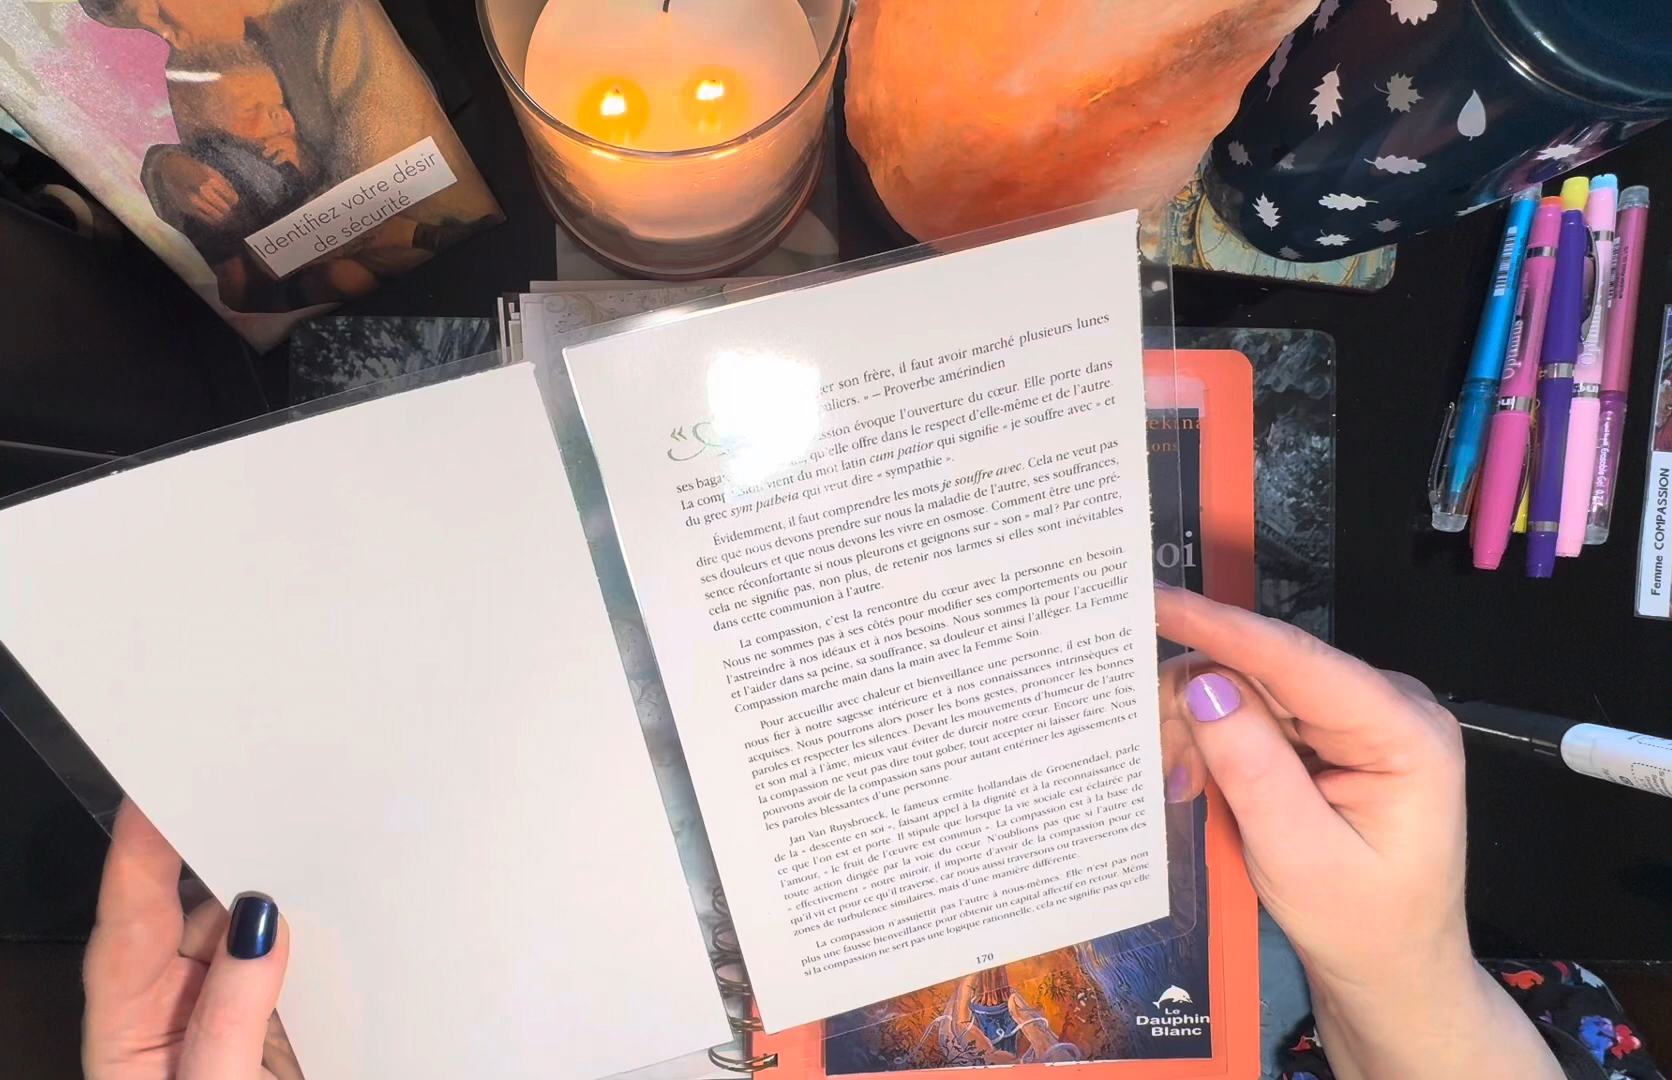 Identifiez votre désir
de sécurité
er son frère, il faut avoir marché plusieurs lunes
uliers. » – Proverbe amérindien
ssion évoque l'ouverture du cœur. Elle porte dans
ses baga qu'elle offre dans le respect d'elle-même et de l'autre.
La comp ssion vient du mot latin cum patior qui signifie « je souffre avec » et
du grec sym patheia qui veut dire « sympathie ».
Évidemment, il faut comprendre les mots je souffre avec. Cela ne veut pas
dire que nous devons prendre sur nous la maladie de l'autre, ses souffrances,
ses douleurs et que nous devons les vivre en osmose. Comment être une pré-
sence réconfortante si nous pleurons et geignons sur « son » mal? Par contre,
cela ne signifie pas, non plus, de retenir nos larmes si elles sont inévitables
dans cette communion à l'autre.
La compassion, c'est la rencontre du cœur avec la personne en besoin.
Nous ne sommes pas à ses côtés pour modifier ses comportements ou pour
l'astreindre à nos idéaux et à nos besoins. Nous sommes là pour l'accueillir
et l'aider dans sa peine, sa souffrance, sa douleur et ainsi l'alléger. La Femme
Compassion marche main dans la main avec la Femme Soin.
Pour accueillir avec chaleur et bienveillance une personne, il est bon de
nous fier à notre sagesse intérieure et à nos connaissances intrinsèques et
acquises. Nous pourrons alors poser les bons gestes, prononcer les bonnes
paroles et respecter les silences. Devant les mouvements d'humeur de l'autre
et son mal à l'âme, mieux vaut éviter de durcir notre cœur. Encore une fois,
la compassion ne veut pas dire tout gober, tout accepter ni laisser faire. Nous
pouvons avoir de la compassion sans pour autant entériner les agissements et
les paroles blessantes d'une personne.
Jan Van Ruysbroeck, le fameux ermite hollandais de Groenendael, parle
de la « descente en soi », faisant appel à la dignité et à la reconnaissance de
ce que l'on est et porte. Il stipule que lorsque la vie sociale est éclairée par
l'amour, « le fruit de l'œuvre est commun ». La compassion est à la base de
toute action dirigée par la voie du cœur. N'oublions pas que si l'autre est
« effectivement » notre miroir, il importe d'avoir de la compassion pour ce
qu'il vit et pour ce qu'il traverse, car nous aussi traversons ou traverserons des
zones de turbulence similaires, mais d'une manière différente.
La compassion n'assujettit pas l'autre à nous-mêmes. Elle n'est pas non
plus une fausse bienveillance pour obtenir un capital affectif en retour. Même
si la compassion ne sert pas une logique rationnelle, cela ne signifie pas qu'elle
170
ekina
ions
oi
Le
Dauphin
Blanc
Femme COMPASSION
Optimus